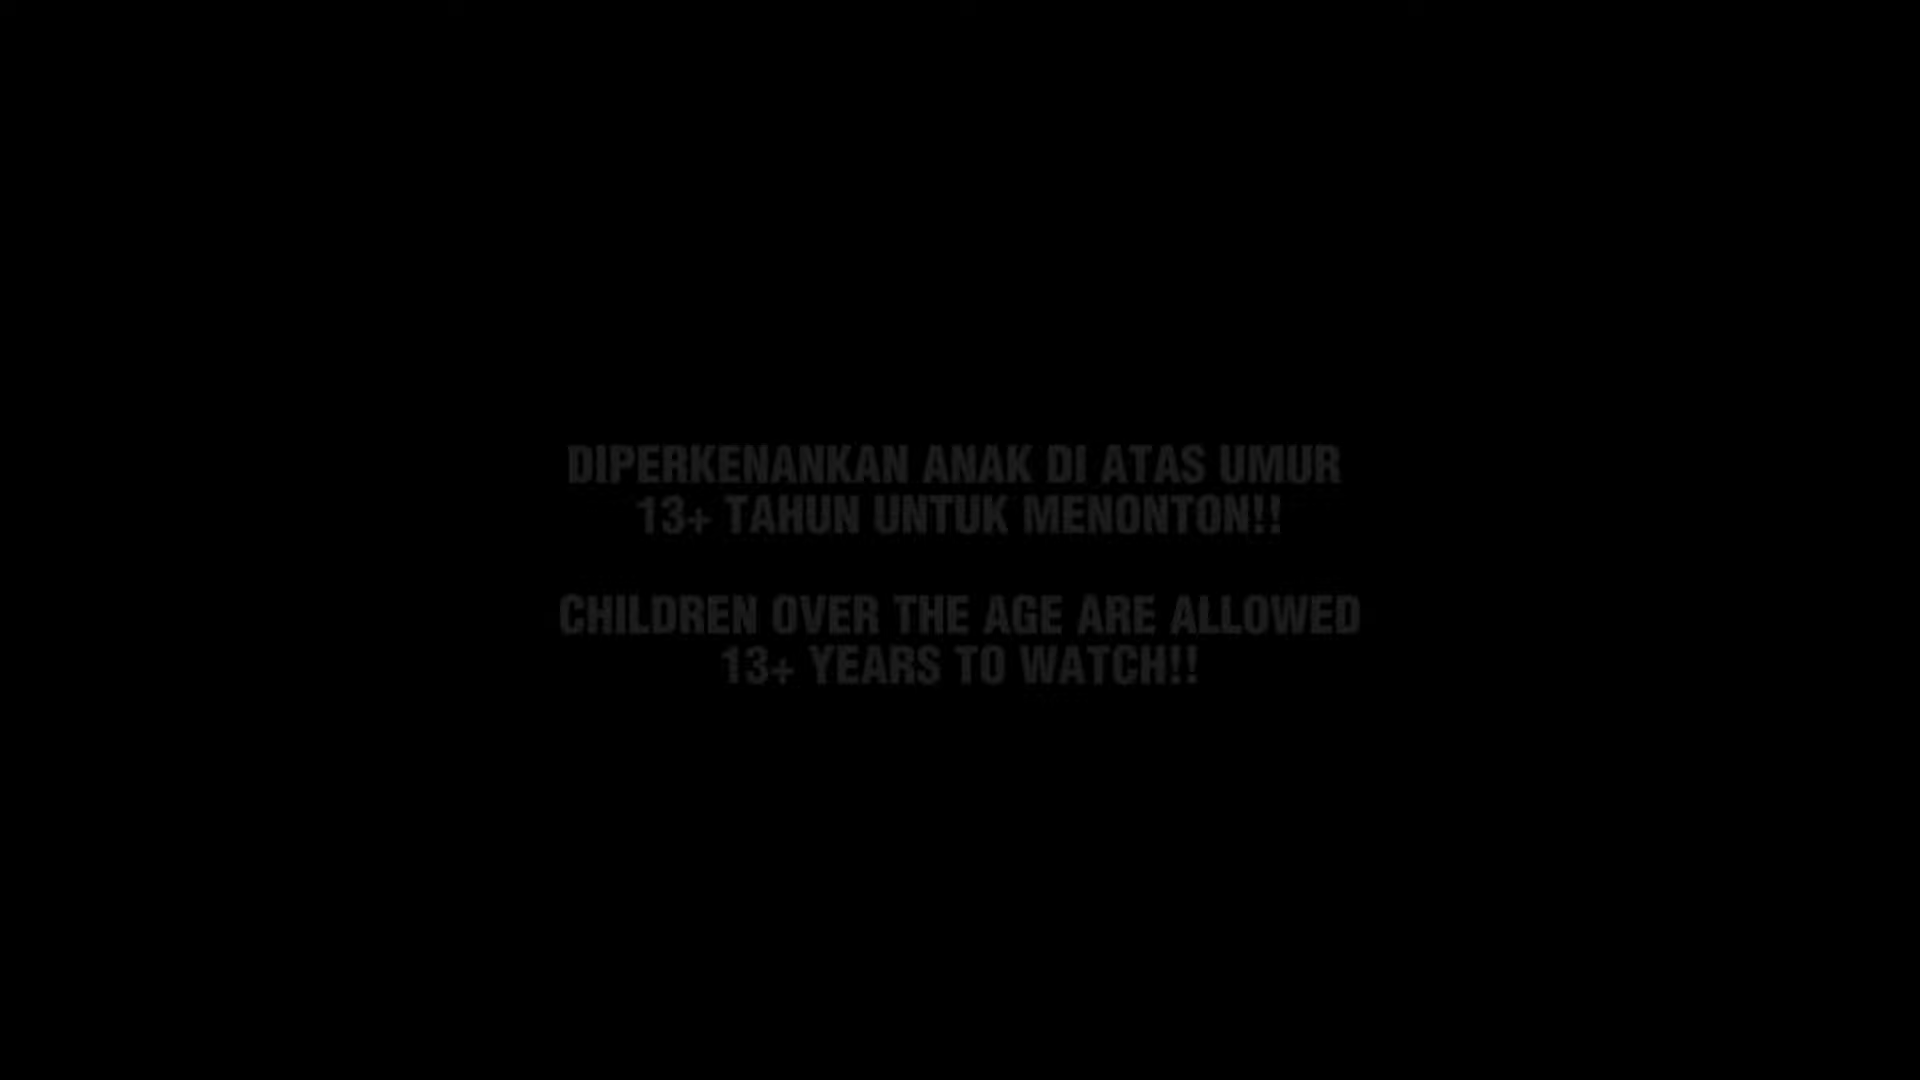 DIPERKENANKAN ANAK DI ATAS UMUR
13+ TAHUN UNTUK MENONTON!!
CHILDREN OVER THE AGE ARE ALLOWED
13+ YEARS TO WATCH!!